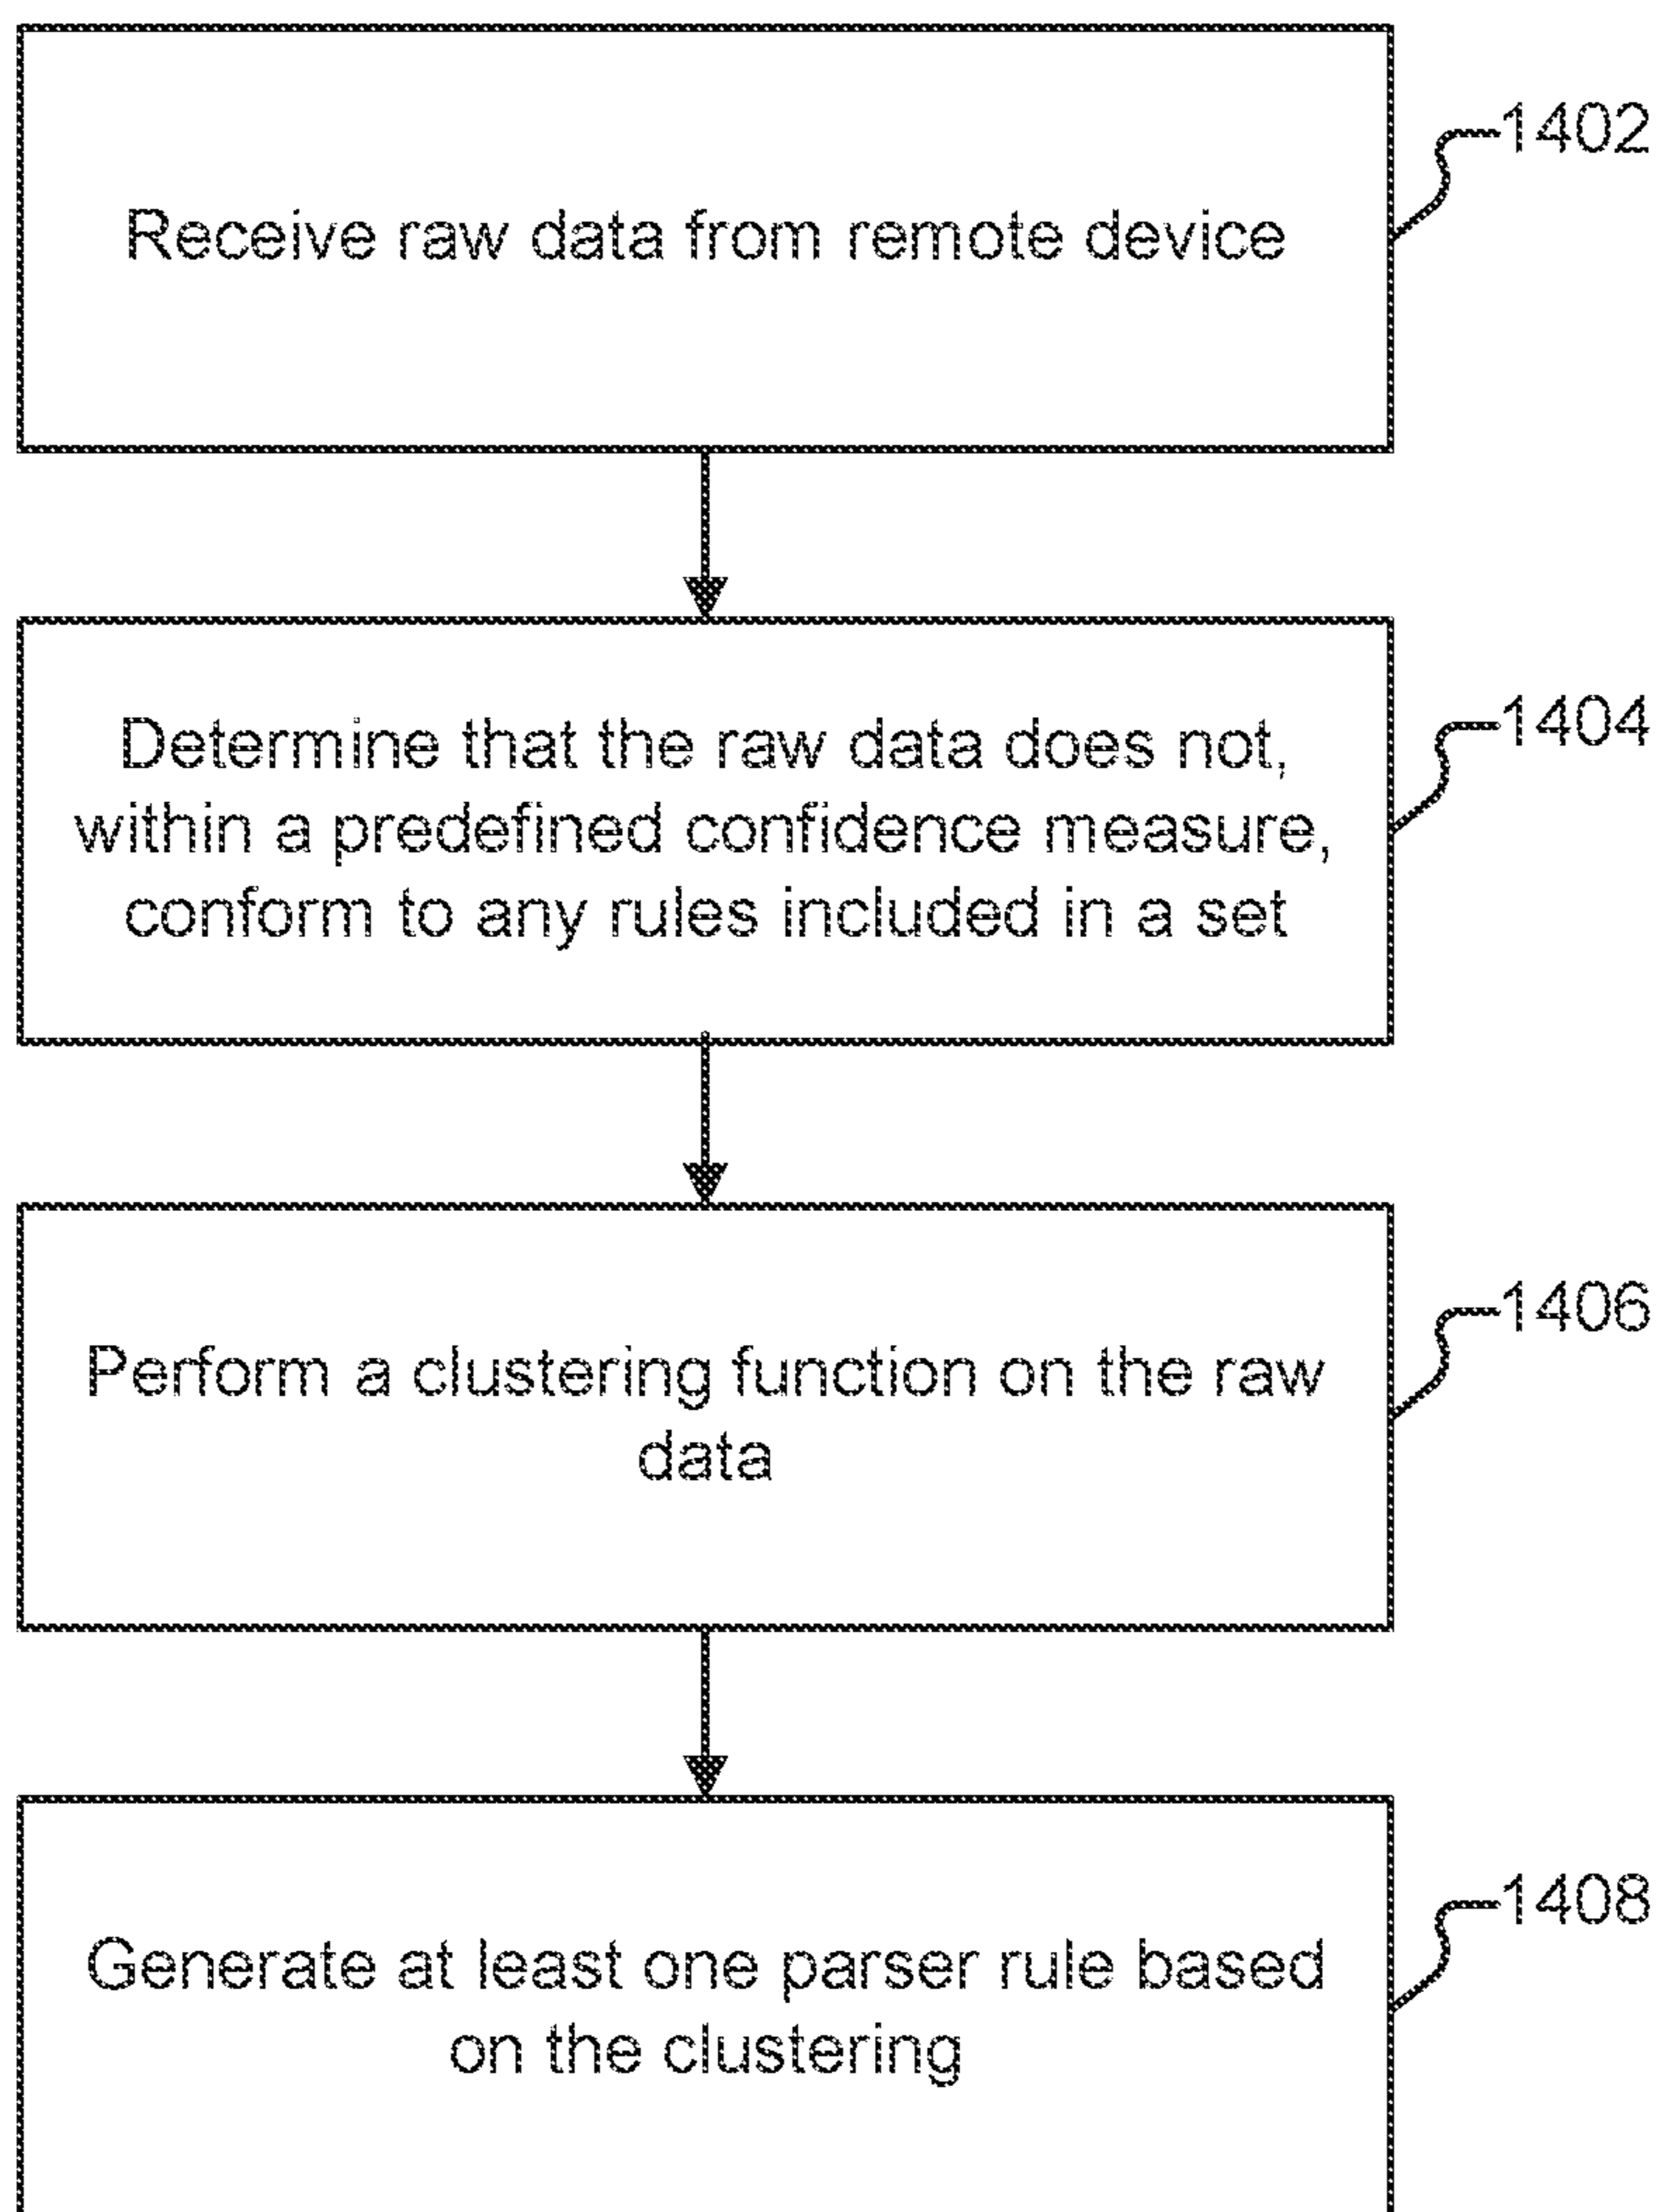 Receive raw data from remote device
1402
Determine that the raw data does not,
within a predefined confidence measure,
conform to any rules included in a set
1404
Perform a clustering function on the raw
data
1406
Generate at least one parser rule based
on the clustering
1408